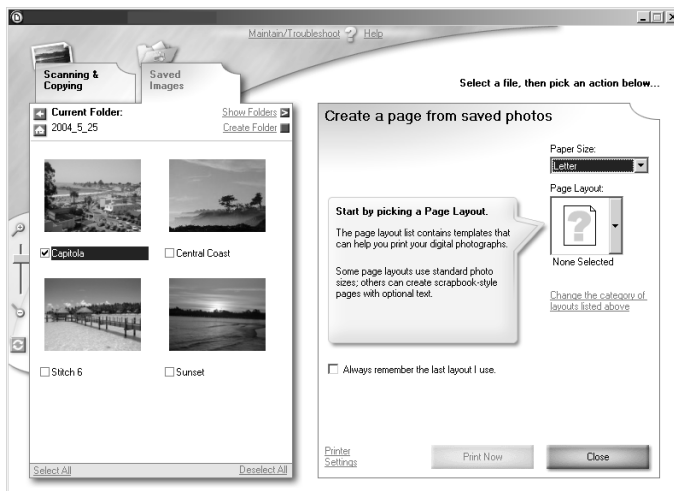 Maintain/Troubleshoot ? Help
Scanning &
Copying
Saved
Images
Select a file, then pick an action below...
Current Folder:
Show Folders
2004_5_25
Create Folder
Capitola
Central Coast
Stitch 6
Sunset
Select All
Deselect All
Create a page from saved photos
Paper Size:
Letter
Page Layout:
?
None Selected
Start by picking a Page Layout.
The page layout list contains templates that
can help you print your digital photographs.
Some page layouts use standard photo
sizes; others can create scrapbook-style
pages with optional text.
Change the category of
layouts listed above
Always remember the last layout I use.
Printer
Settings
Print Now
Close